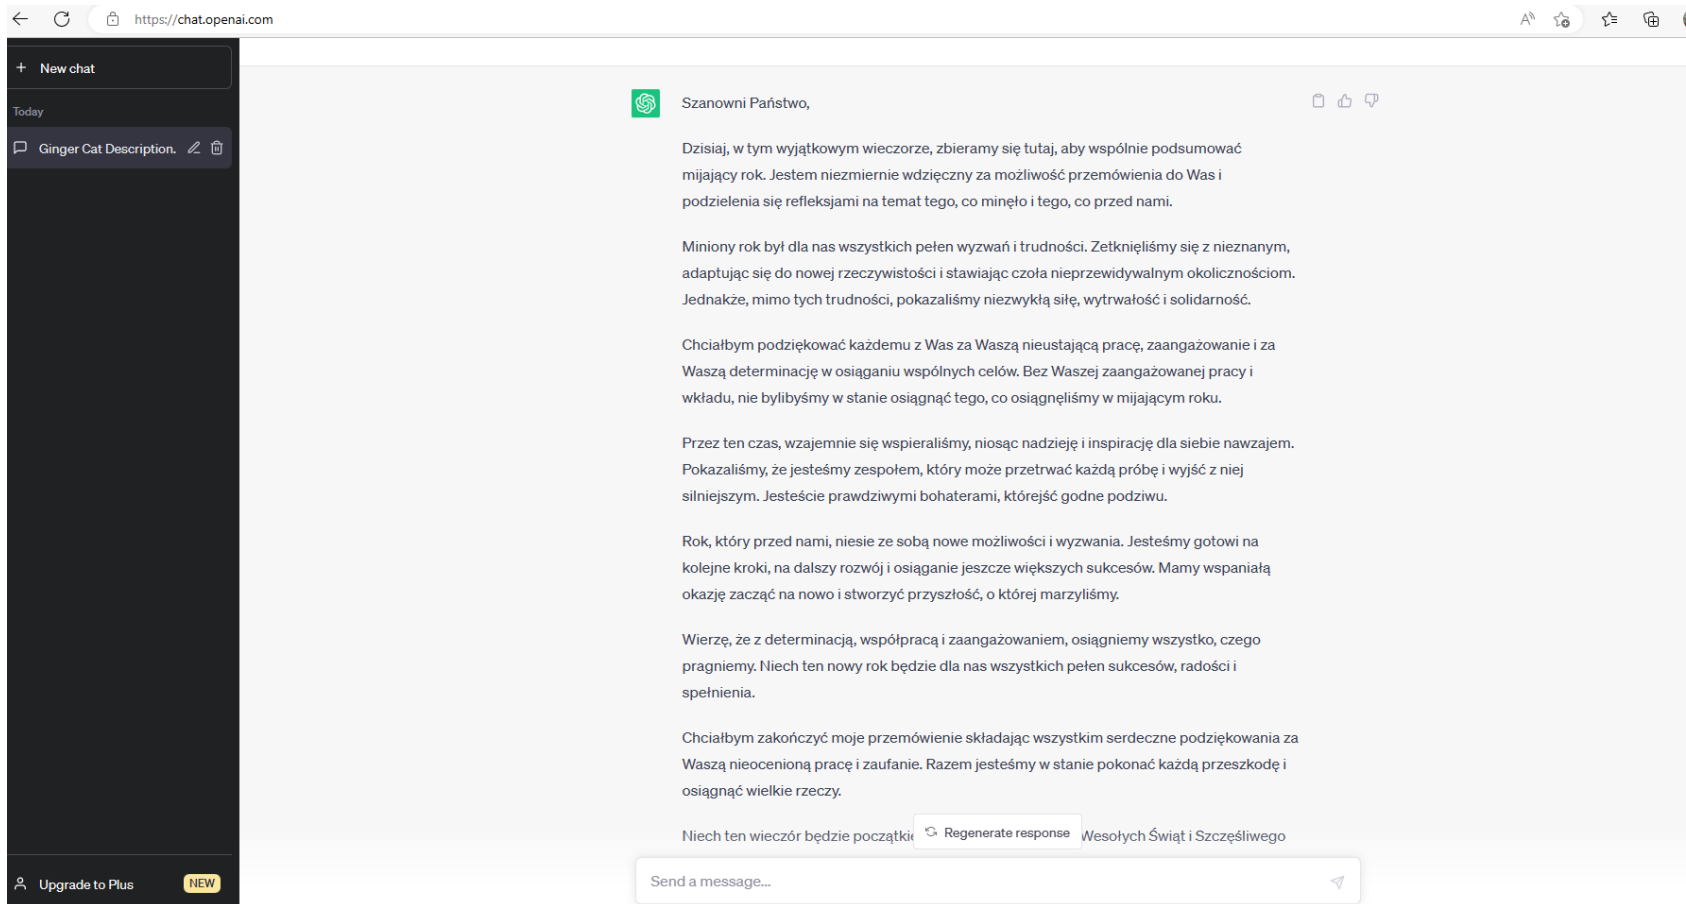 https://chat.openai.com
+ New chat
Today
Ginger Cat Description.
Szanowni Państwo,
Dzisiaj, w tym wyjątkowym wieczorze, zbieramy się tutaj, aby wspólnie podsumować
mijający rok. Jestem niezmiernie wdzięczny za możliwość przemówienia do Was i
podzielenia się refleksjami na temat tego, co minęło i tego, co przed nami.
Miniony rok był dla nas wszystkich pełen wyzwań i trudności. Zetknięliśmy się z nieznanym,
adaptując się do nowej rzeczywistości i stawiając czoła nieprzewidywalnym okolicznościom.
Jednakże, mimo tych trudności, pokazaliśmy niezwykłą siłę, wytrwałość i solidarność.
Chciałbym podziękować każdemu z Was za Waszą nieustającą pracę, zaangażowanie i za
Waszą determinację w osiąganiu wspólnych celów. Bez Waszej zaangażowanej pracy i
wkładu, nie bylibyśmy w stanie osiągnąć tego, co osiągnęliśmy w mijającym roku.
Przez ten czas, wzajemnie się wspieraliśmy, niosąc nadzieję i inspirację dla siebie nawzajem.
Pokazaliśmy, że jesteśmy zespołem, który może przetrwać każdą próbę i wyjść z niej
silniejszym. Jesteście prawdziwymi bohaterami, którejść godne podziwu.
Rok, który przed nami, niesie ze sobą nowe możliwości i wyzwania. Jesteśmy gotowi na
kolejne kroki, na dalszy rozwój i osiąganie jeszcze większych sukcesów. Mamy wspaniałą
okazję zacząć na nowo i stworzyć przyszłość, o której marzyliśmy.
Wierzę, że z determinacją, współpracą i zaangażowaniem, osiągniemy wszystko, czego
pragniemy. Niech ten nowy rok będzie dla nas wszystkich pełen sukcesów, radości i
spełnienia.
Chciałbym zakończyć moje przemówienie składając wszystkim serdeczne podziękowania za
Waszą nieocenioną pracę i zaufanie. Razem jesteśmy w stanie pokonać każdą przeszkodę i
osiągnąć wielkie rzeczy.
Niech ten wieczór będzie Regenerate response Wesołych Świąt i Szczęśliwego
Send a message...
Upgrade to Plus NEW